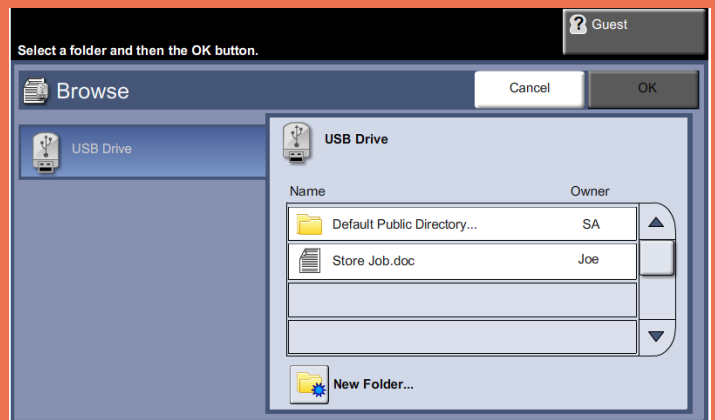 Guest
Select a folder and then the OK button.
Browse
Cancel
OK
USB Drive
USB Drive
Name Owner
Default Public Directory... SA
Store Job.doc Joe
New Folder...